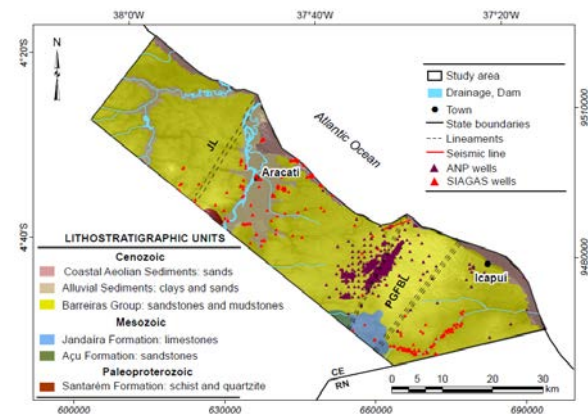 38°0'W 37°40'W 37°20'W
4°20'S
N
Study area
Drainage, Dam
Town
State boundaries
Lineaments
Seismic line
ANP wells
SIAGAS wells
9510000
Atlantic Ocean
JL
Aracati
4°40'S
LITHOSTRATIGRAPHIC UNITS
Cenozoic
Coastal Aeolian Sediments: sands
Alluvial Sediments: clays and sands
Barreiras Group: sandstones and mudstones
Mesozoic
Jandaíra Formation: limestones
Açu Formation: sandstones
Paleoproterozoic
Santarém Formation: schist and quartzite
9480000
Icapuí
PGFBL
CE
RN
0 5 10 20 30
km
600000 630000 660000 690000